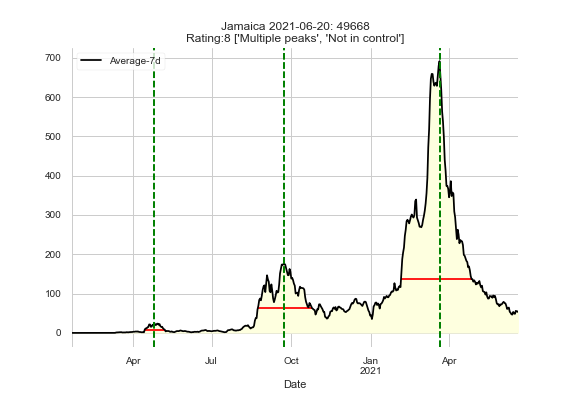 Jamaica 2021-06-20: 49668
Rating:8 ['Multiple peaks', 'Not in control']
Average-7d
700
600
500
400
300
200
100
0
Apr
Jul
Oct
Jan
2021
Apr
Date